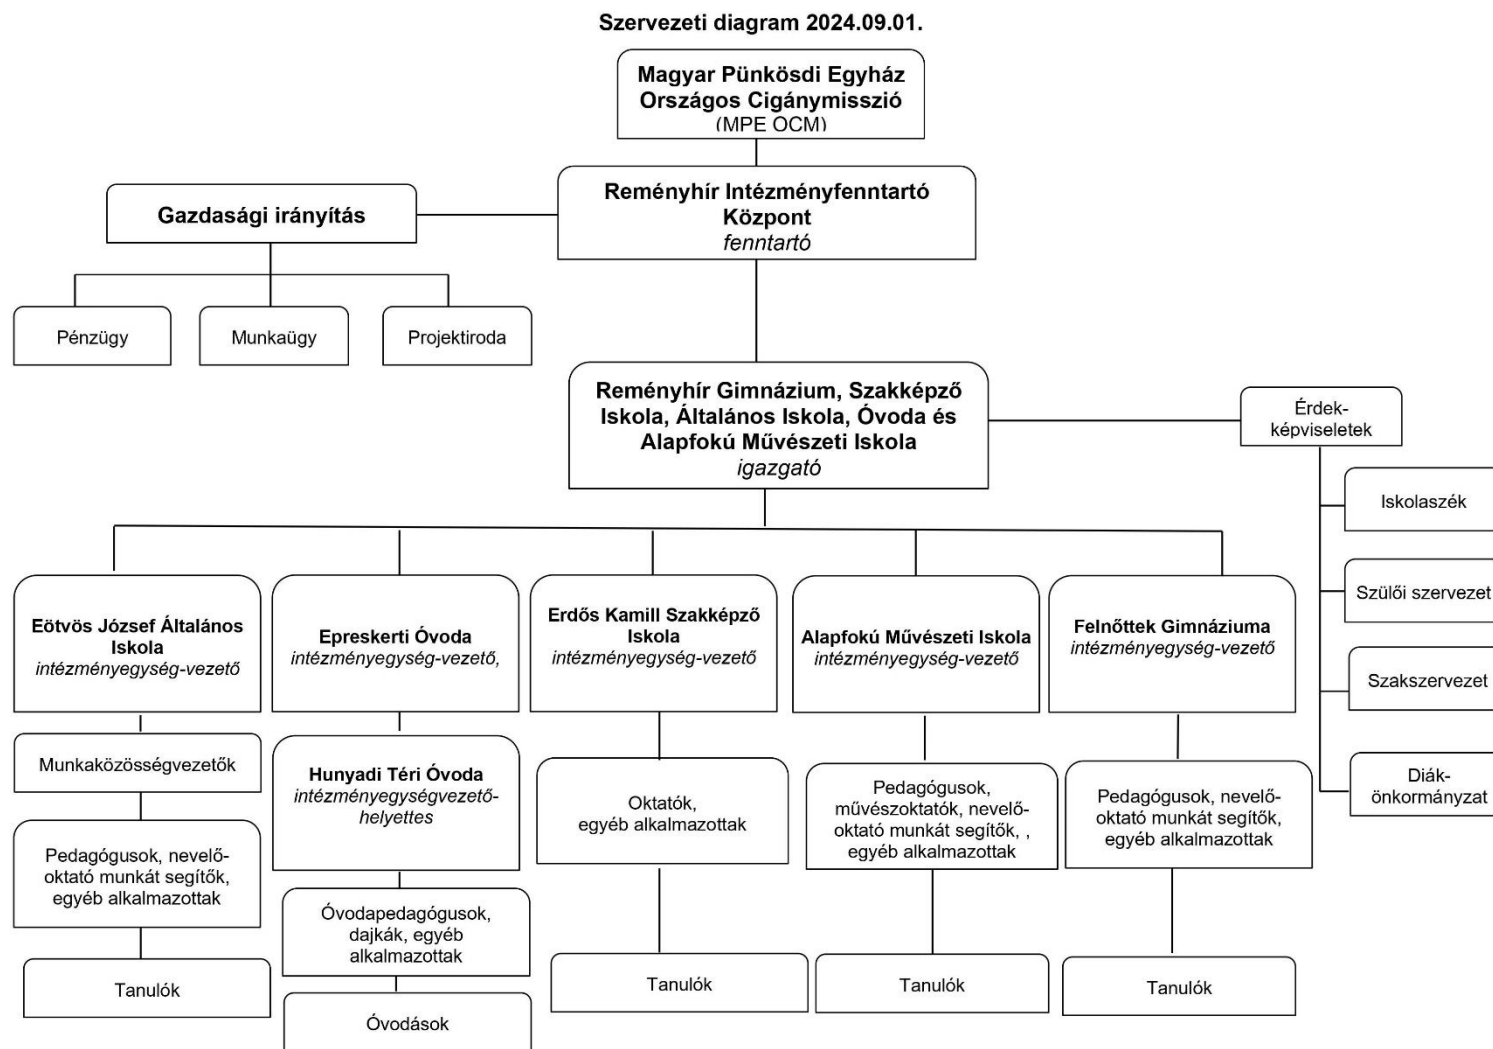 Szervezeti diagram 2024.09.01.
Magyar Pünkösdi Egyház
Országos Cigánymisszió
(MPE OCM)
Reményhír Intézményfenntartó
Központ
fenntartó
Gazdasági irányítás
Pénzügy
Munkaügy
Projektiroda
Reményhír Gimnázium, Szakképző
Iskola, Általános Iskola, Óvoda és
Alapfokú Művészeti Iskola
igazgató
Érdek-
képviseletek
Iskolaszék
Szülői szervezet
Szakszervezet
Diák-
önkormányzat
Eötvös József Általános
Iskola
intézményegység-vezető
Munkaközösségvezetők
Pedagógusok, nevelő-
oktató munkát segítők,
egyéb alkalmazottak
Tanulók
Epreskerti Óvoda
intézményegység-vezető,
Hunyadi Téri Óvoda
intézményegységvezető-
helyettes
Óvodapedagógusok,
dajkák, egyéb
alkalmazottak
Óvodások
Erdős Kamill Szakképző
Iskola
intézményegység-vezető
Oktatók,
egyéb alkalmazottak
Tanulók
Alapfokú Művészeti Iskola
intézményegység-vezető
Pedagógusok,
művészoktatók, nevelő-
oktató munkát segítők, ,
egyéb alkalmazottak
Tanulók
Felnőttek Gimnáziuma
intézményegység-vezető
Pedagógusok, nevelő-
oktató munkát segítők,
egyéb alkalmazottak
Tanulók